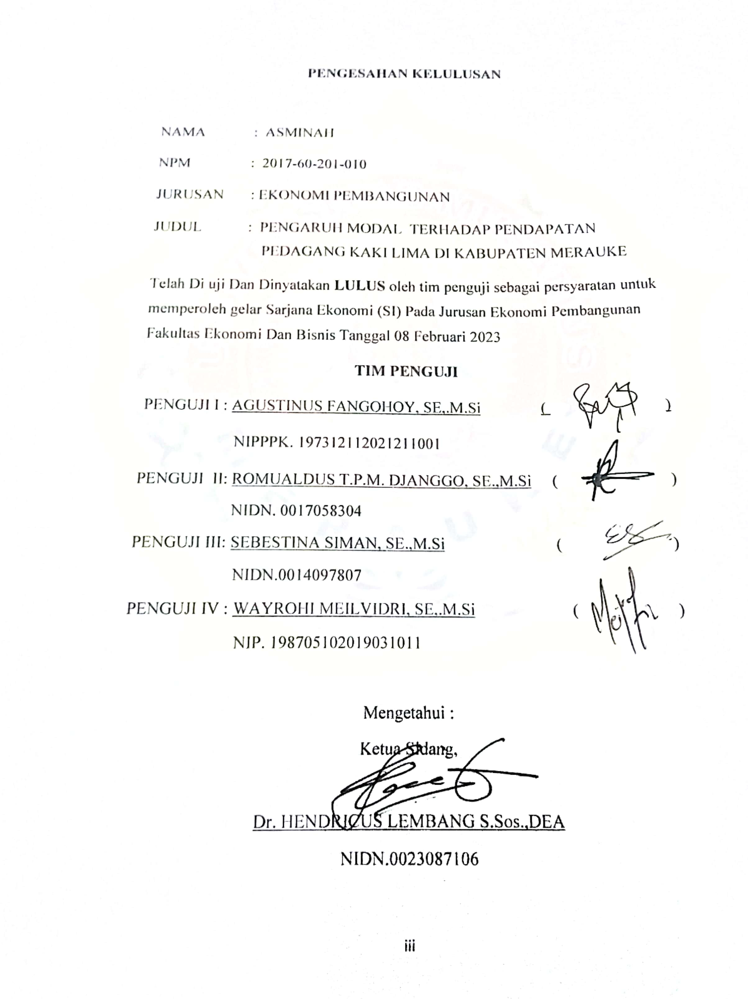 PENGESAHAN KELULUSAN
NAMA : ASMINAH
NPM : 2017-60-201-010
JURUSAN : EKONOMI PEMBANGUNAN
JUDUL : PENGARUH MODAL TERHADAP PENDAPATAN
PEDAGANG KAKI LIMA DI KABUPATEN MERAUKE
Telah Di uji Dan Dinyatakan LULUS oleh tim penguji sebagai persyaratan untuk
memperoleh gelar Sarjana Ekonomi (SI) Pada Jurusan Ekonomi Pembangunan
Fakultas Ekonomi Dan Bisnis Tanggal 08 Februari 2023
TIM PENGUJI
PENGUJI I : AGUSTINUS FANGOHOY, SE,.M.Si ( )
NIPPPK. 197312112021211001
PENGUJI II: ROMUALDUS T.P.M. DJANGGO, SE.,M.Si ( )
NIDN. 0017058304
PENGUJI III: SEBESTINA SIMAN, SE.,M.Si ( )
NIDN.0014097807
PENGUJI IV : WAYROHI MEILVIDRI, SE,.M.Si ( )
NIP. 198705102019031011
Mengetahui :
Ketua Sidang,
Dr. HENDRICUS LEMBANG S.Sos.,DEA
NIDN.0023087106
iii